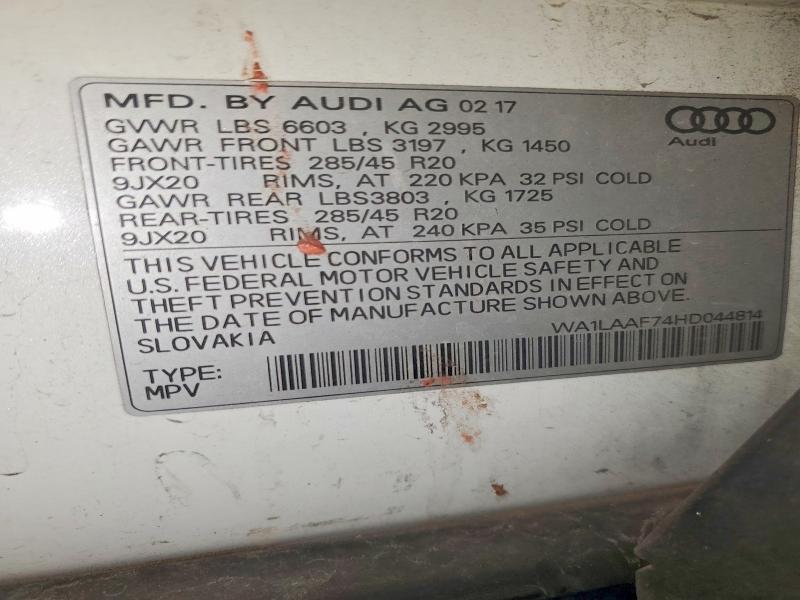 MFD. BY AUDI AG 02 17
GVWR LBS 6603 , KG 2995
GAWR FRONT LBS 3197 , KG 1450
FRONT-TIRES 285/45 R20
9JX20 RIMS, AT 220 KPA 32 PSI COLD
GAWR REAR LBS3803 , KG 1725
REAR-TIRES 285/45 R20
9JX20 RIMS, AT 240 KPA 35 PSI COLD
Audi
THIS VEHICLE CONFORMS TO ALL APPLICABLE
U.S. FEDERAL MOTOR VEHICLE SAFETY AND
THEFT PREVENTION STANDARDS IN EFFECT ON
THE DATE OF MANUFACTURE SHOWN ABOVE.
SLOVAKIA
WA1LAAF74HD044814
TYPE:
MPV